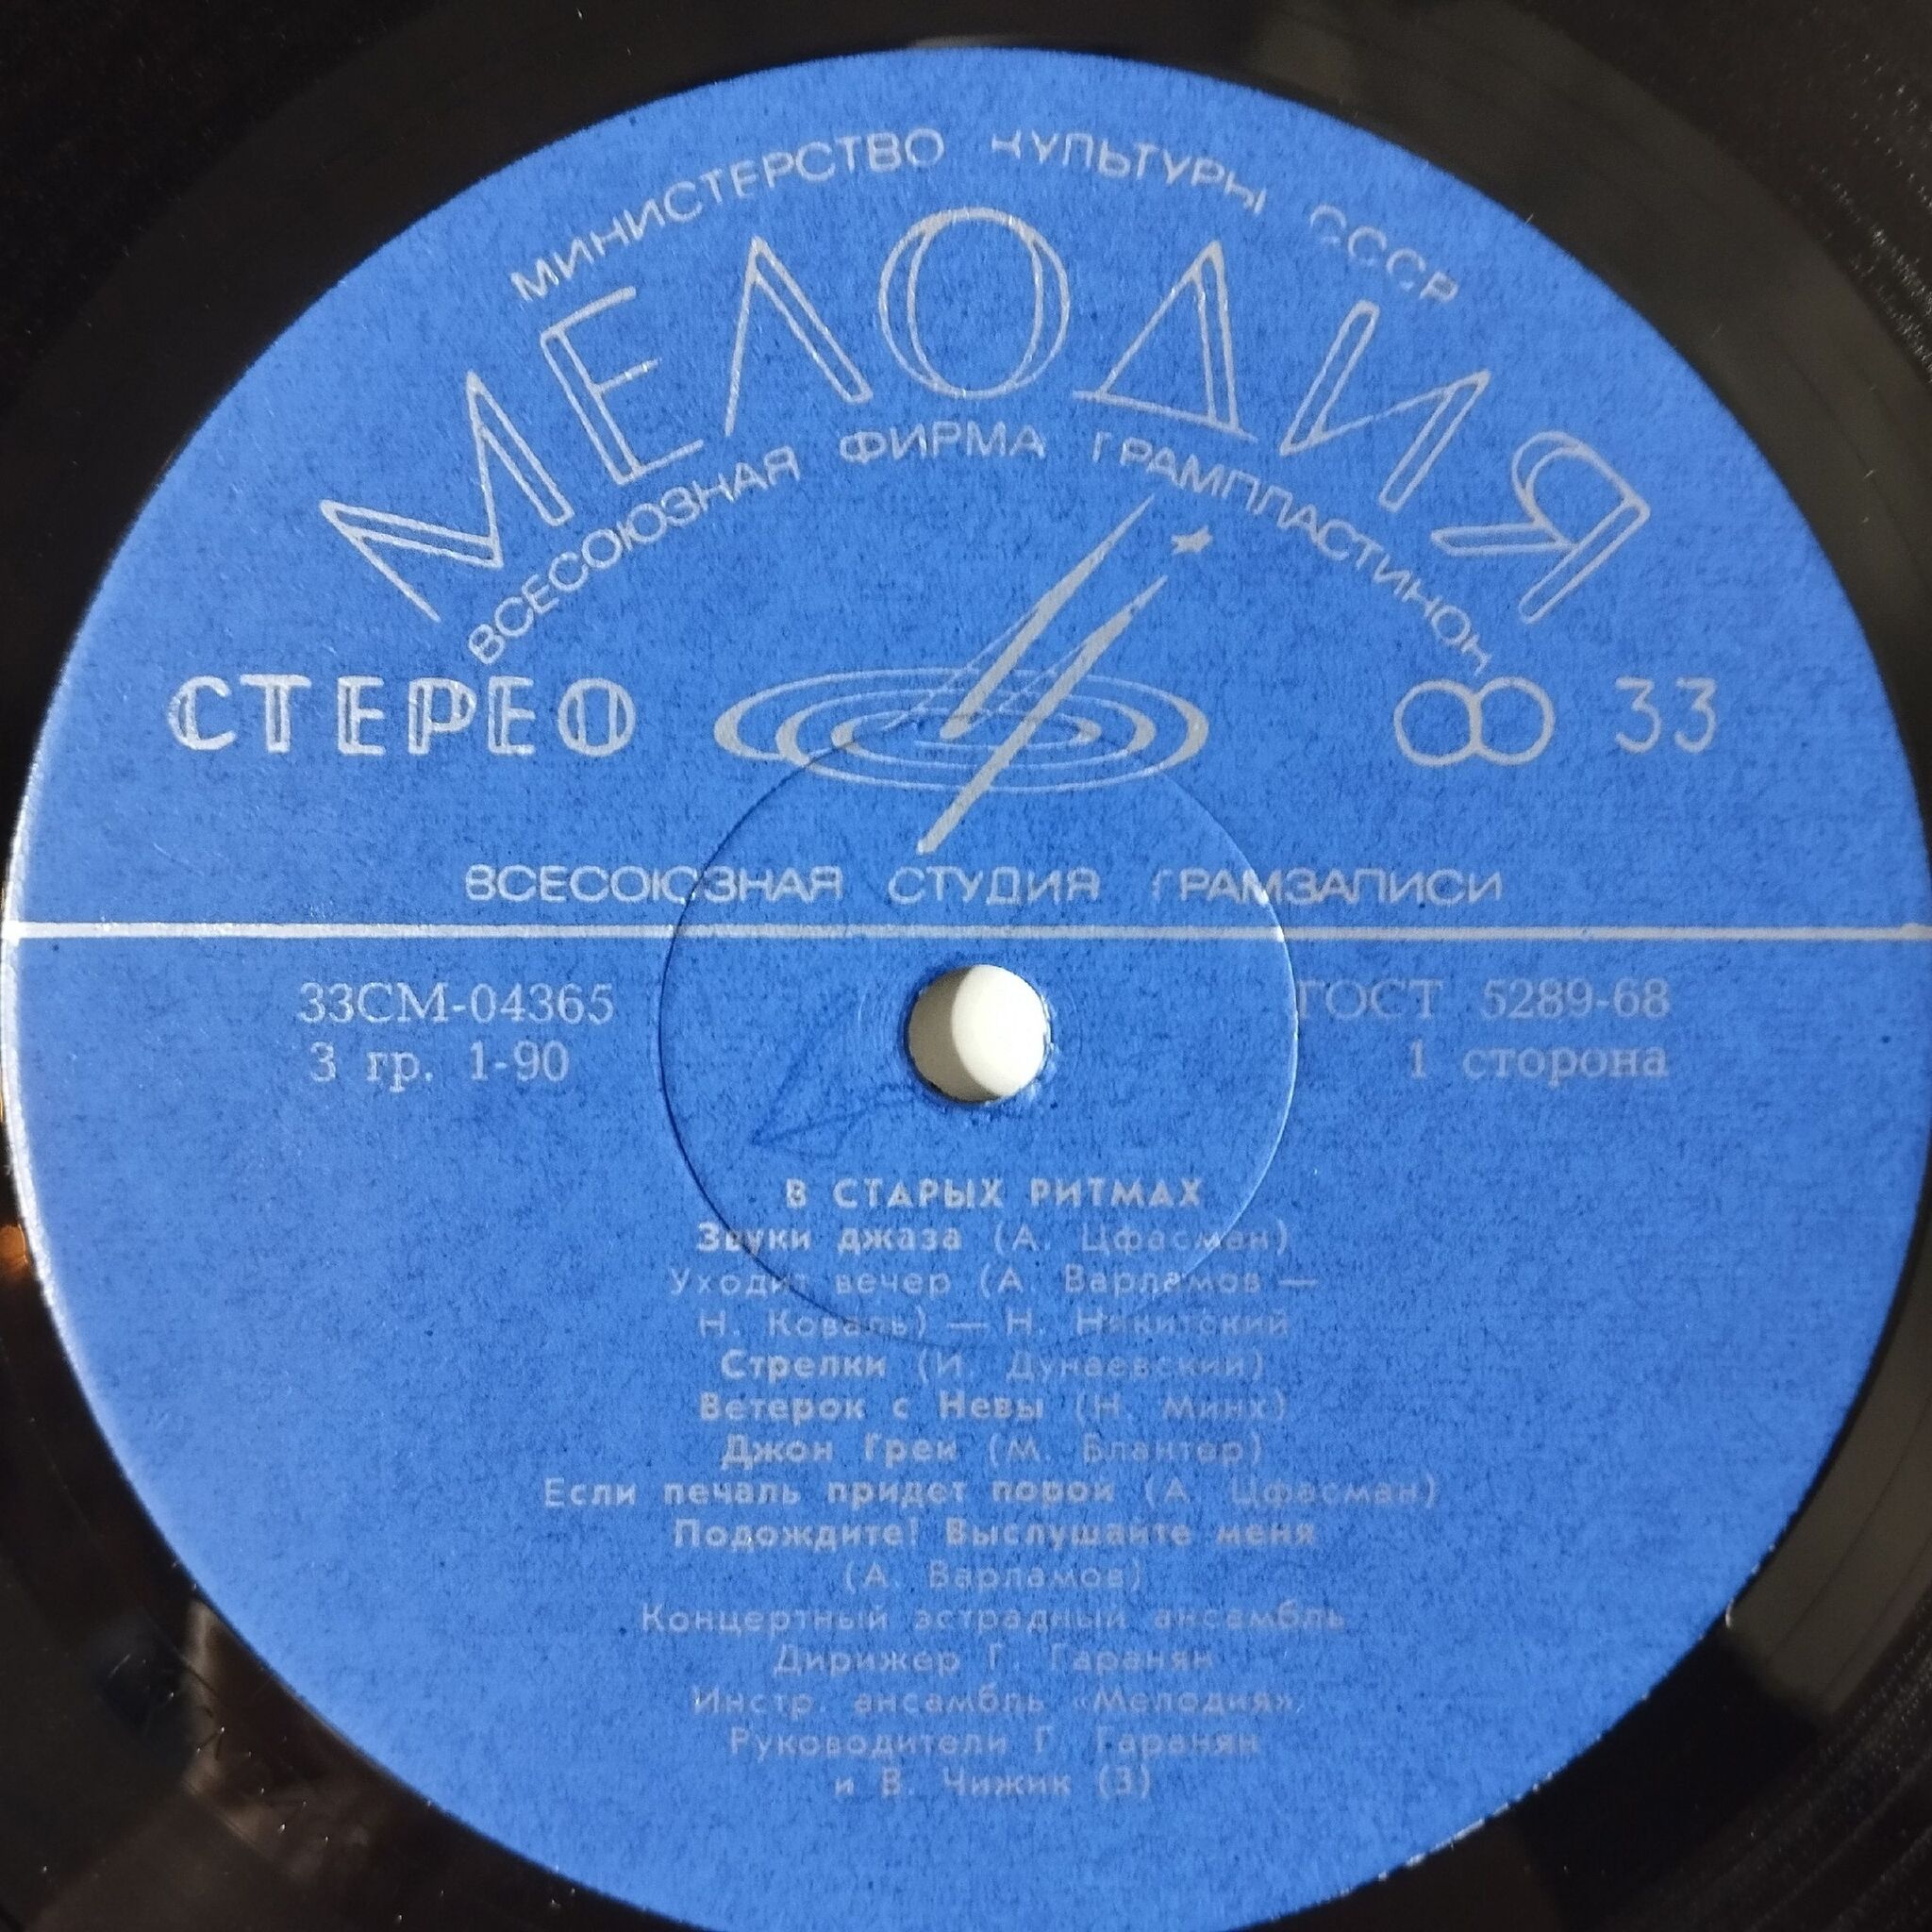 МИНИСТЕРСТВО КУЛЬТУРЫ СССР
МЕЛОДИЯ
ВСЕСОЮЗНАЯ ФИРМА ГРАМПЛАСТИНОК
СТЕРЕО 33
ВСЕСОЮЗНАЯ СТУДИЯ ГРАМЗАПИСИ
33СМ-04365 ГОСТ 5289-68
3 гр. 1-90 1 сторона
В СТАРЫХ РИТМАХ
Звуки джаза (А. Цфасман)
Уходит вечер (А. Варламов —
Н. Коваль) — Н. Някитский
Стрелки (И. Дунаевский)
Ветерок с Невы (Н. Минх)
Джон Грей (М. Блантер)
Если печаль придет порой (А. Цфасман)
Подождите! Выслушайте меня
(А. Варламов)
Концертный эстрадный ансамбль
Дирижер Г. Гаранян
Инстр. ансамбль «Мелодия»,
Руководители Г. Гаранян
и В. Чижик (3)